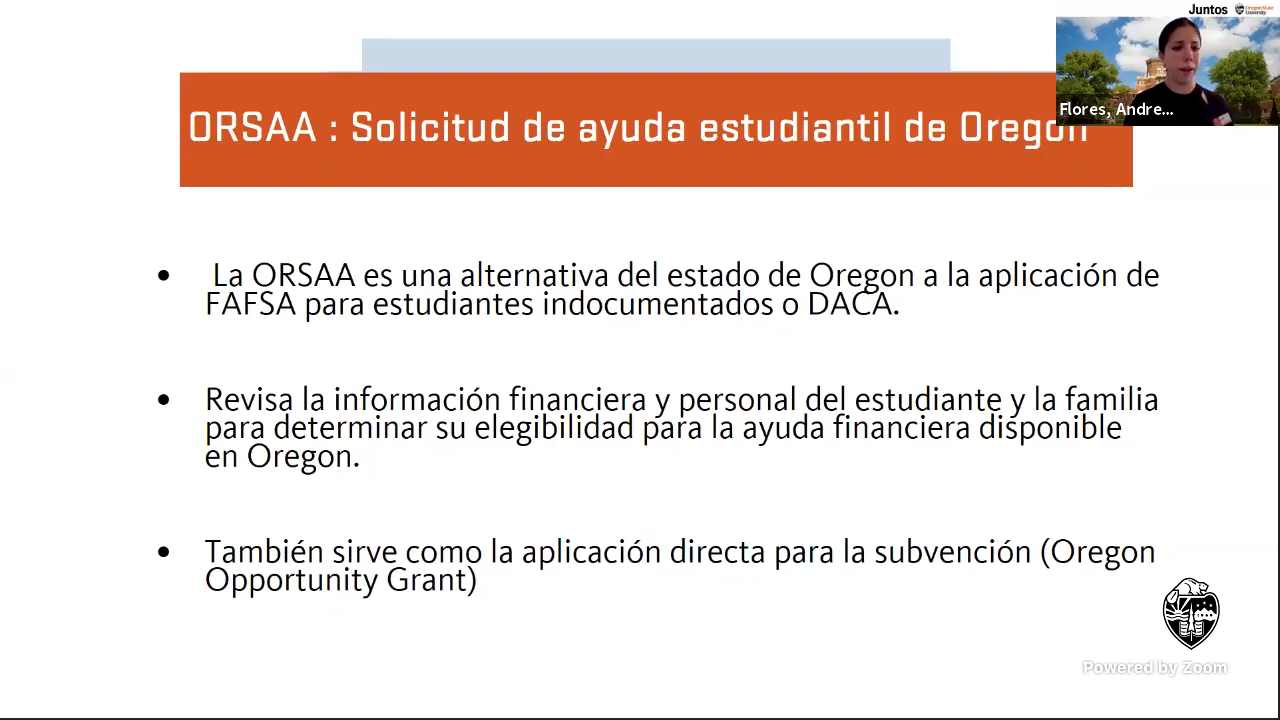 Juntos
Oregon State
University
Flores, Andre...
ORSAA : Solicitud de ayuda estudiantil de Oregon
• La ORSAA es una alternativa del estado de Oregon a la aplicación de
FAFSA para estudiantes indocumentados o DACA.
• Revisa la información financiera y personal del estudiante y la familia
para determinar su elegibilidad para la ayuda financiera disponible
en Oregon.
• También sirve como la aplicación directa para la subvención (Oregon
Opportunity Grant)
Powered by Zoom